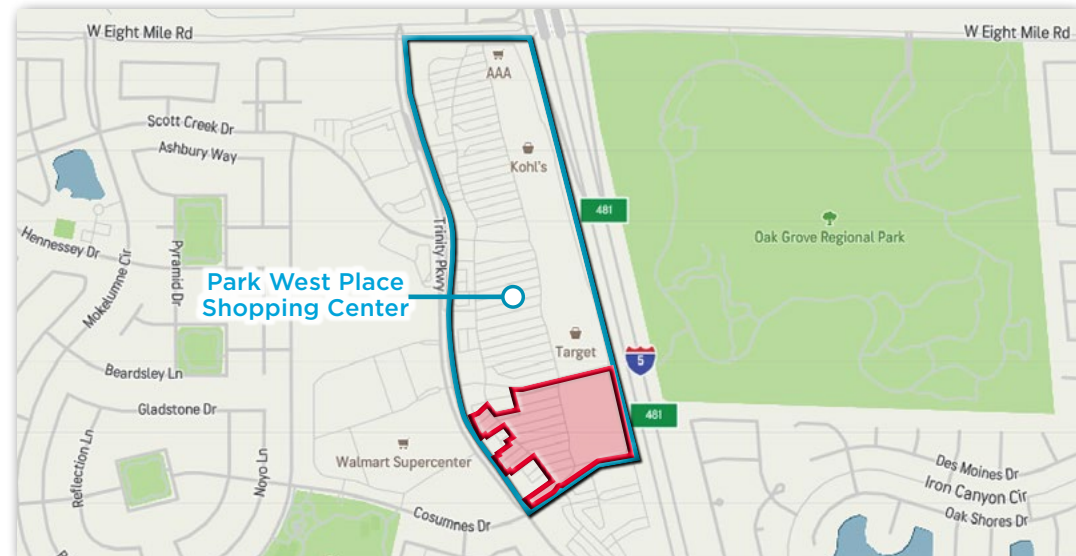 W Eight Mile Rd
W Eight Mile Rd
AAA
Scott Creek Dr
Ashbury Way
Kohl's
481
Trinity Pkwy
Oak Grove Regional Park
Hennessey Dr
Pyramid Dr
Mokelumne Cir
Park West Place
Shopping Center
Target
5
Beardsley Ln
Gladstone Dr
481
Reflection Ln
Noyo Ln
Walmart Supercenter
Des Moines Dr
Iron Canyon Cir
Oak Shores Dr
Cosumnes Dr